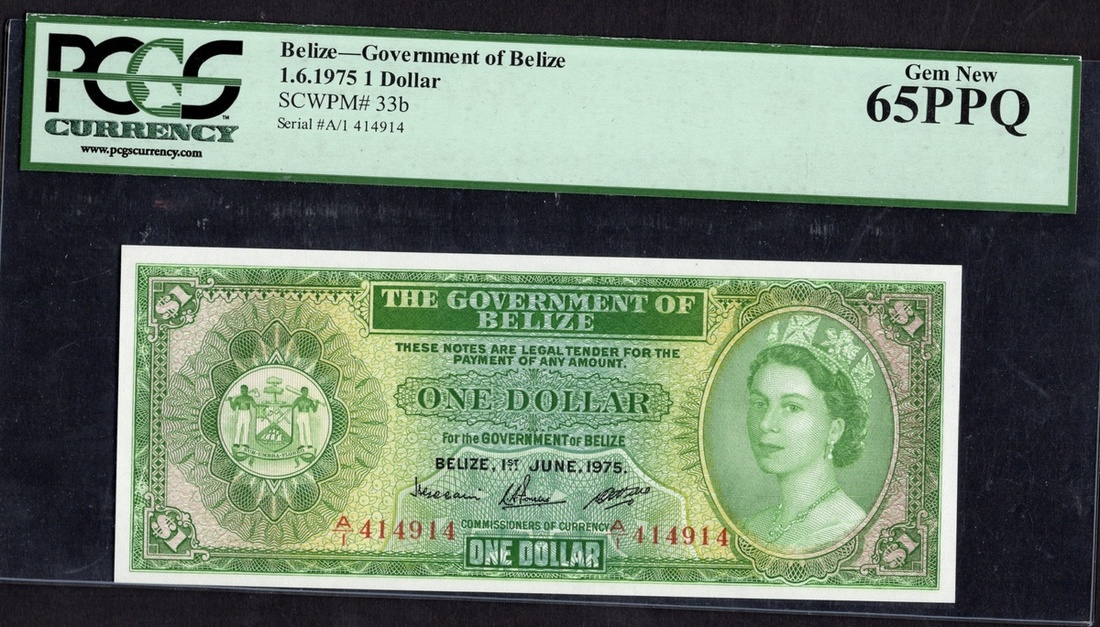 PCGS
CURRENCY
™
www.pcgscurrency.com
Belize—Government of Belize
1.6.1975 1 Dollar
SCWPM# 33b
Serial #A/1 414914
Gem New
65PPQ
$1
$1
THE GOVERNMENT OF
BELIZE
THESE NOTES ARE LEGAL TENDER FOR THE
PAYMENT OF ANY AMOUNT.
ONE DOLLAR
For the GOVERNMENT of BELIZE
BELIZE, 1ST JUNE, 1975.
A/1 414914
COMMISSIONERS OF CURRENCY
A/1 414914
ONE DOLLAR
$1
$1